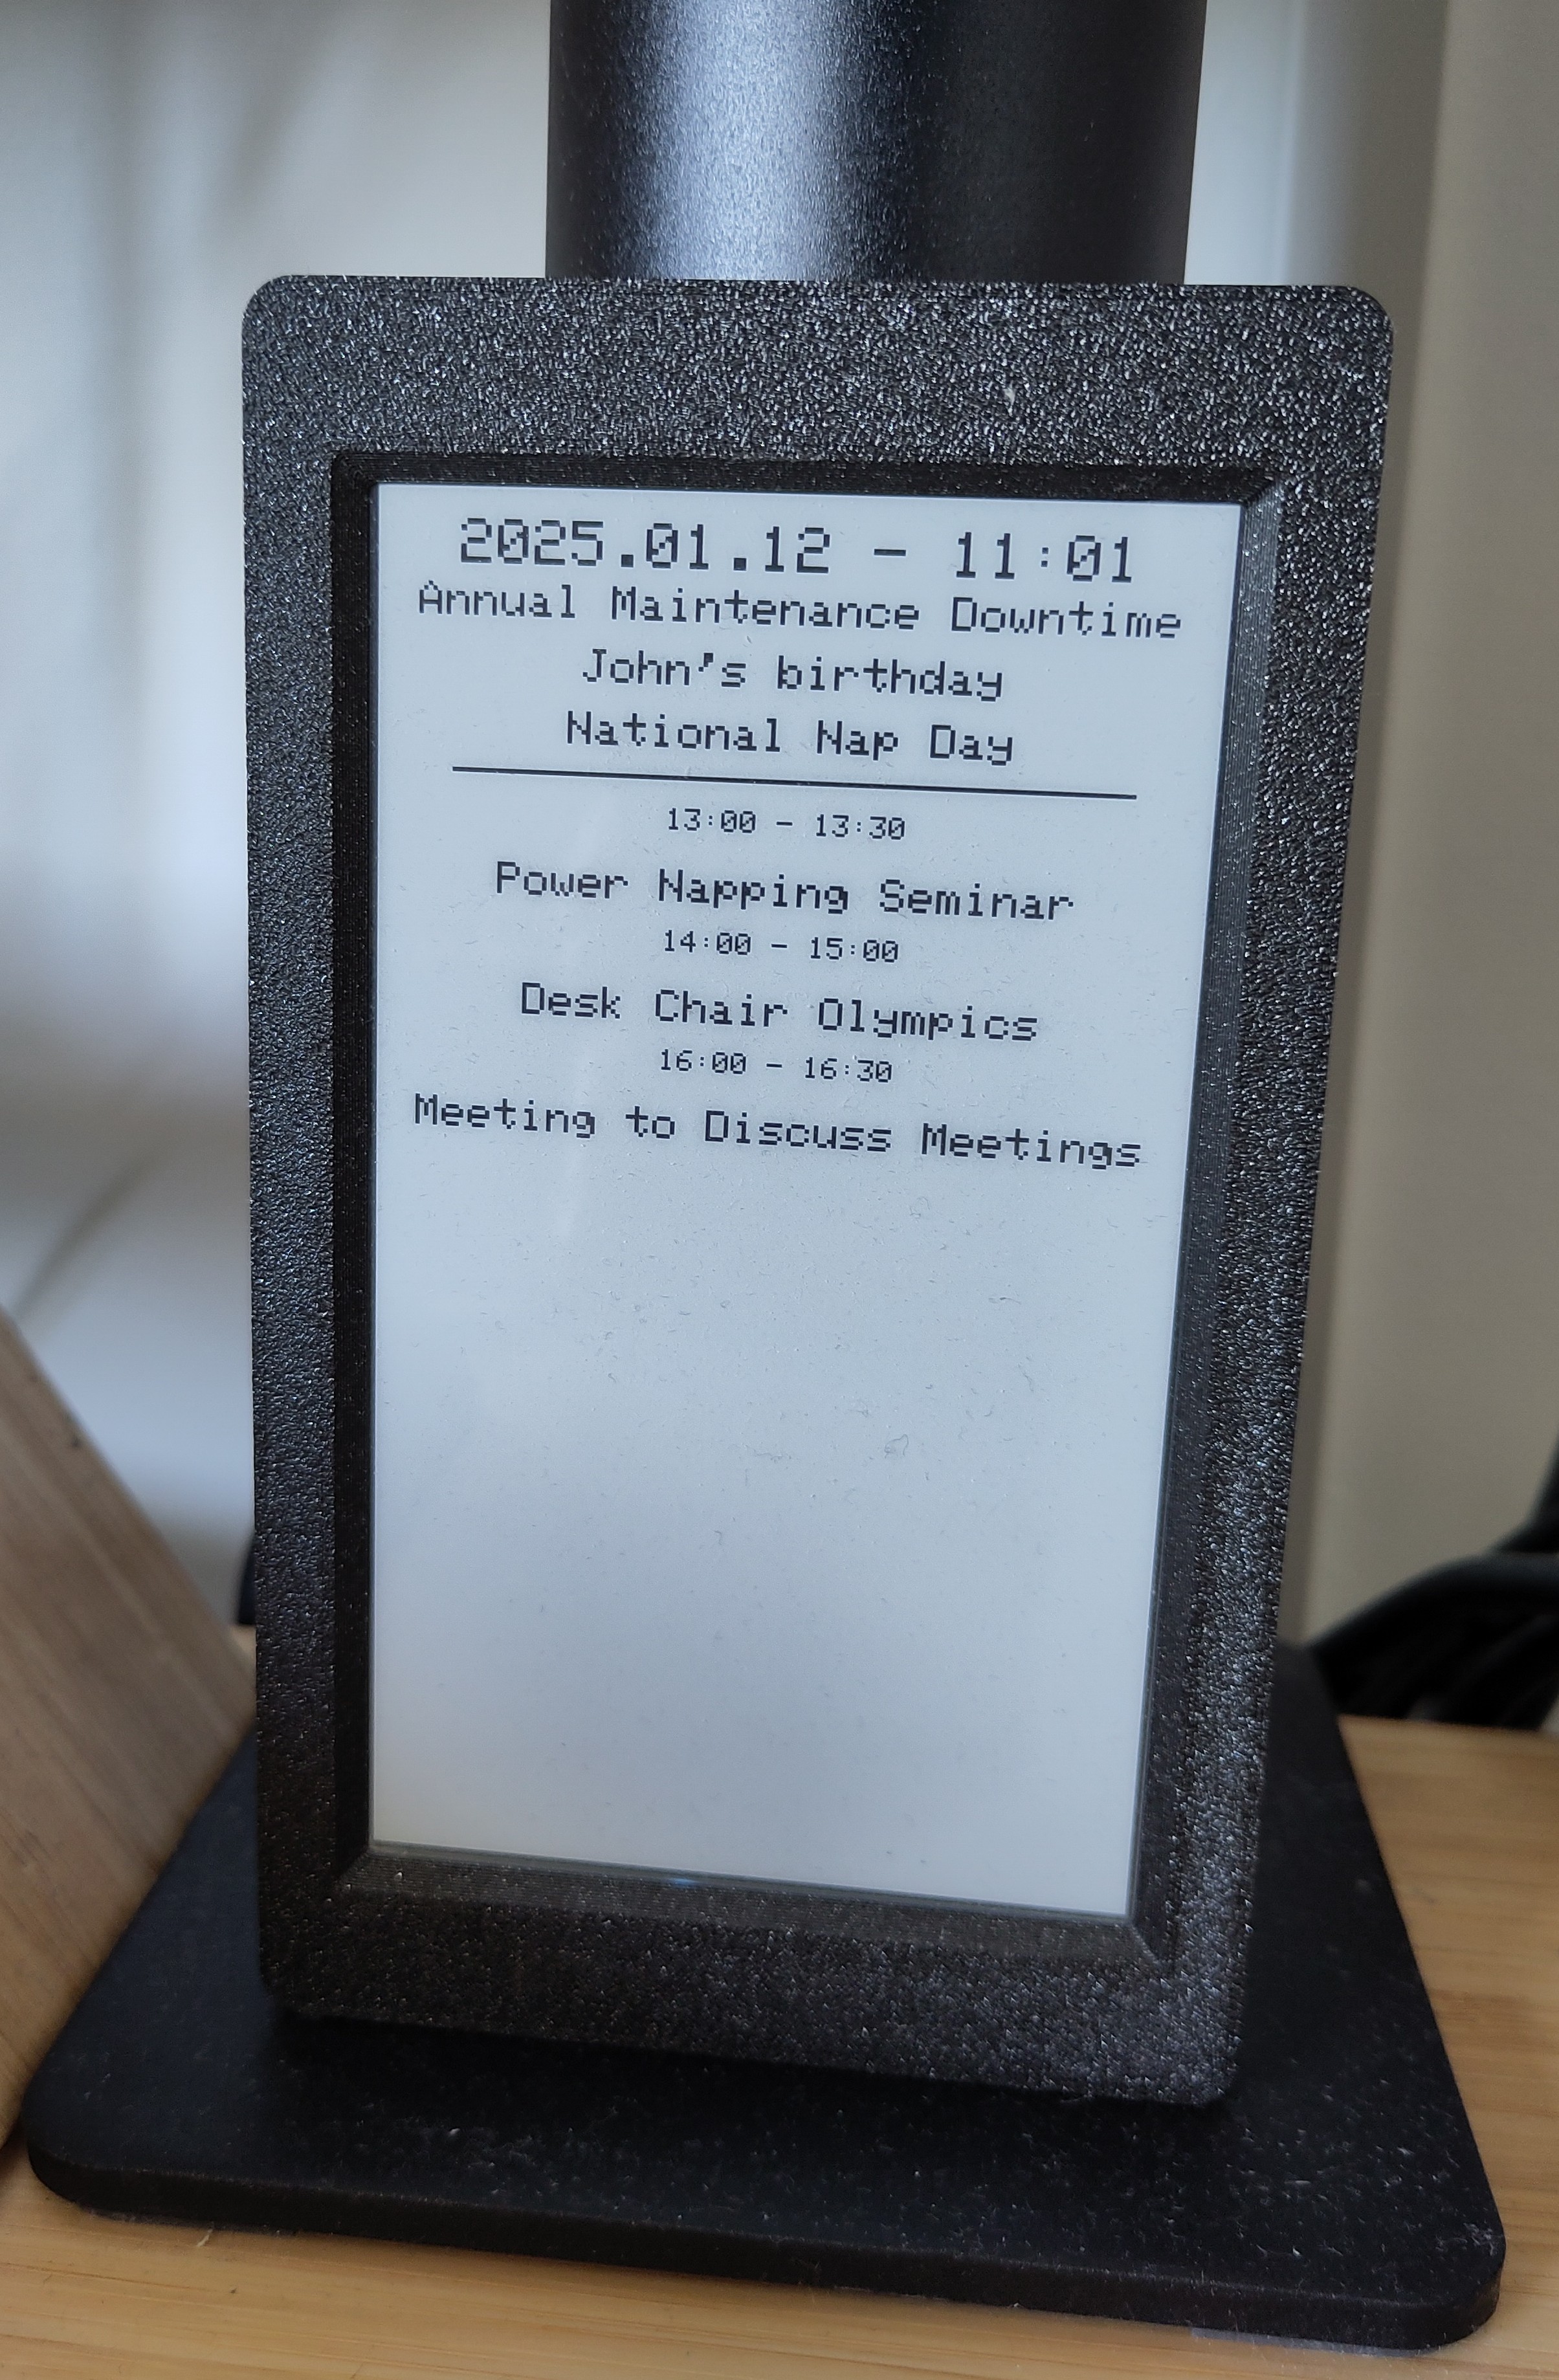 2025.01.12 - 11:01
Annual Maintenance Downtime
John's birthday
National Nap Day
13:00 - 13:30
Power Napping Seminar
14:00 - 15:00
Desk Chair Olympics
16:00 - 16:30
Meeting to Discuss Meetings